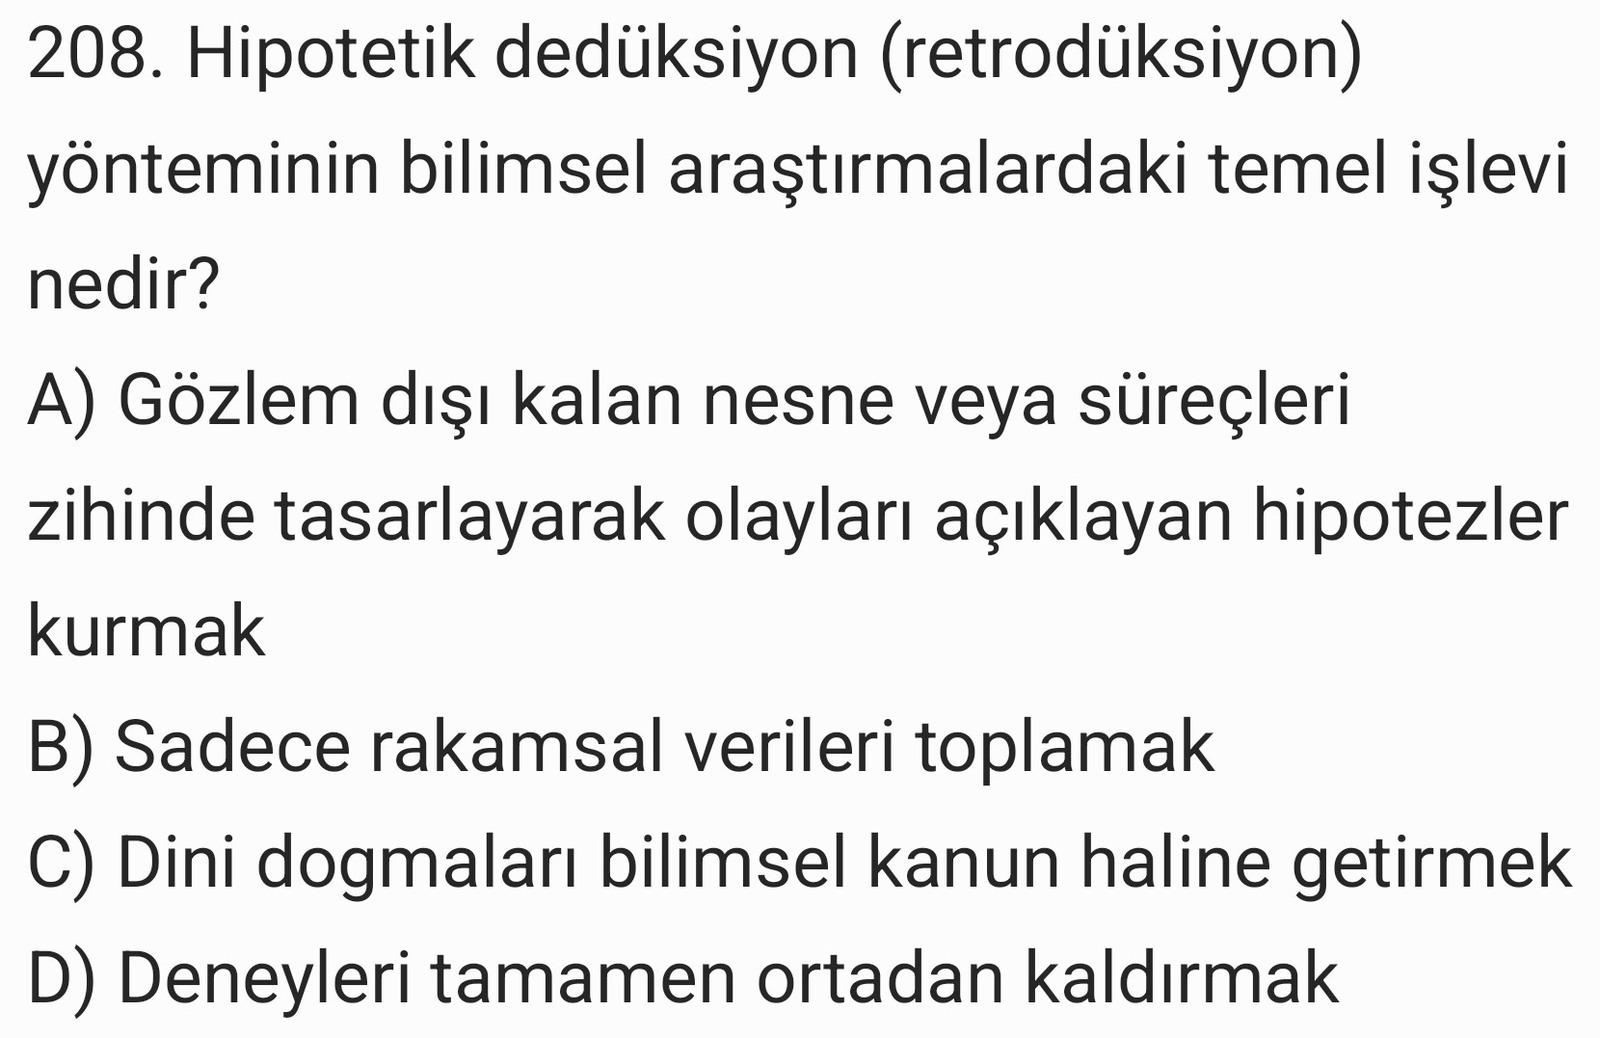 208. Hipotetik dedüksiyon (retrodüksiyon)
yönteminin bilimsel araştırmalardaki temel işlevi
nedir?
A) Gözlem dışı kalan nesne veya süreçleri
zihinde tasarlayarak olayları açıklayan hipotezler
kurmak
B) Sadece rakamsal verileri toplamak
C) Dini dogmaları bilimsel kanun haline getirmek
D) Deneyleri tamamen ortadan kaldırmak